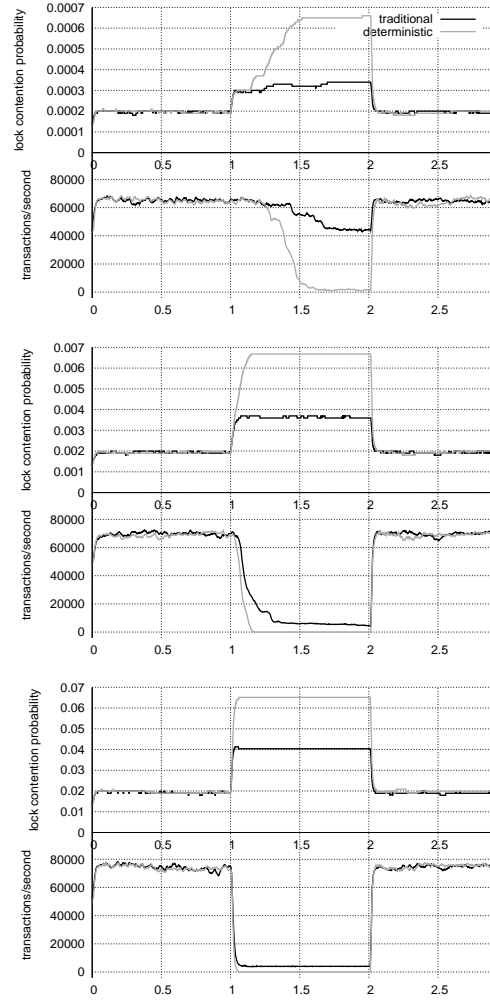 0.0007
0.0006
0.0005
0.0004
0.0003
0.0002
0.0001
0
lock contention probability
traditional
deterministic
0 0.5 1 1.5 2 2.5
80000
60000
40000
20000
0
transactions/second
0 0.5 1 1.5 2 2.5
0.007
0.006
0.005
0.004
0.003
0.002
0.001
0
lock contention probability
0 0.5 1 1.5 2 2.5
80000
60000
40000
20000
0
transactions/second
0 0.5 1 1.5 2 2.5
0.07
0.06
0.05
0.04
0.03
0.02
0.01
0
lock contention probability
0 0.5 1 1.5 2 2.5
80000
60000
40000
20000
0
transactions/second
0 0.5 1 1.5 2 2.5